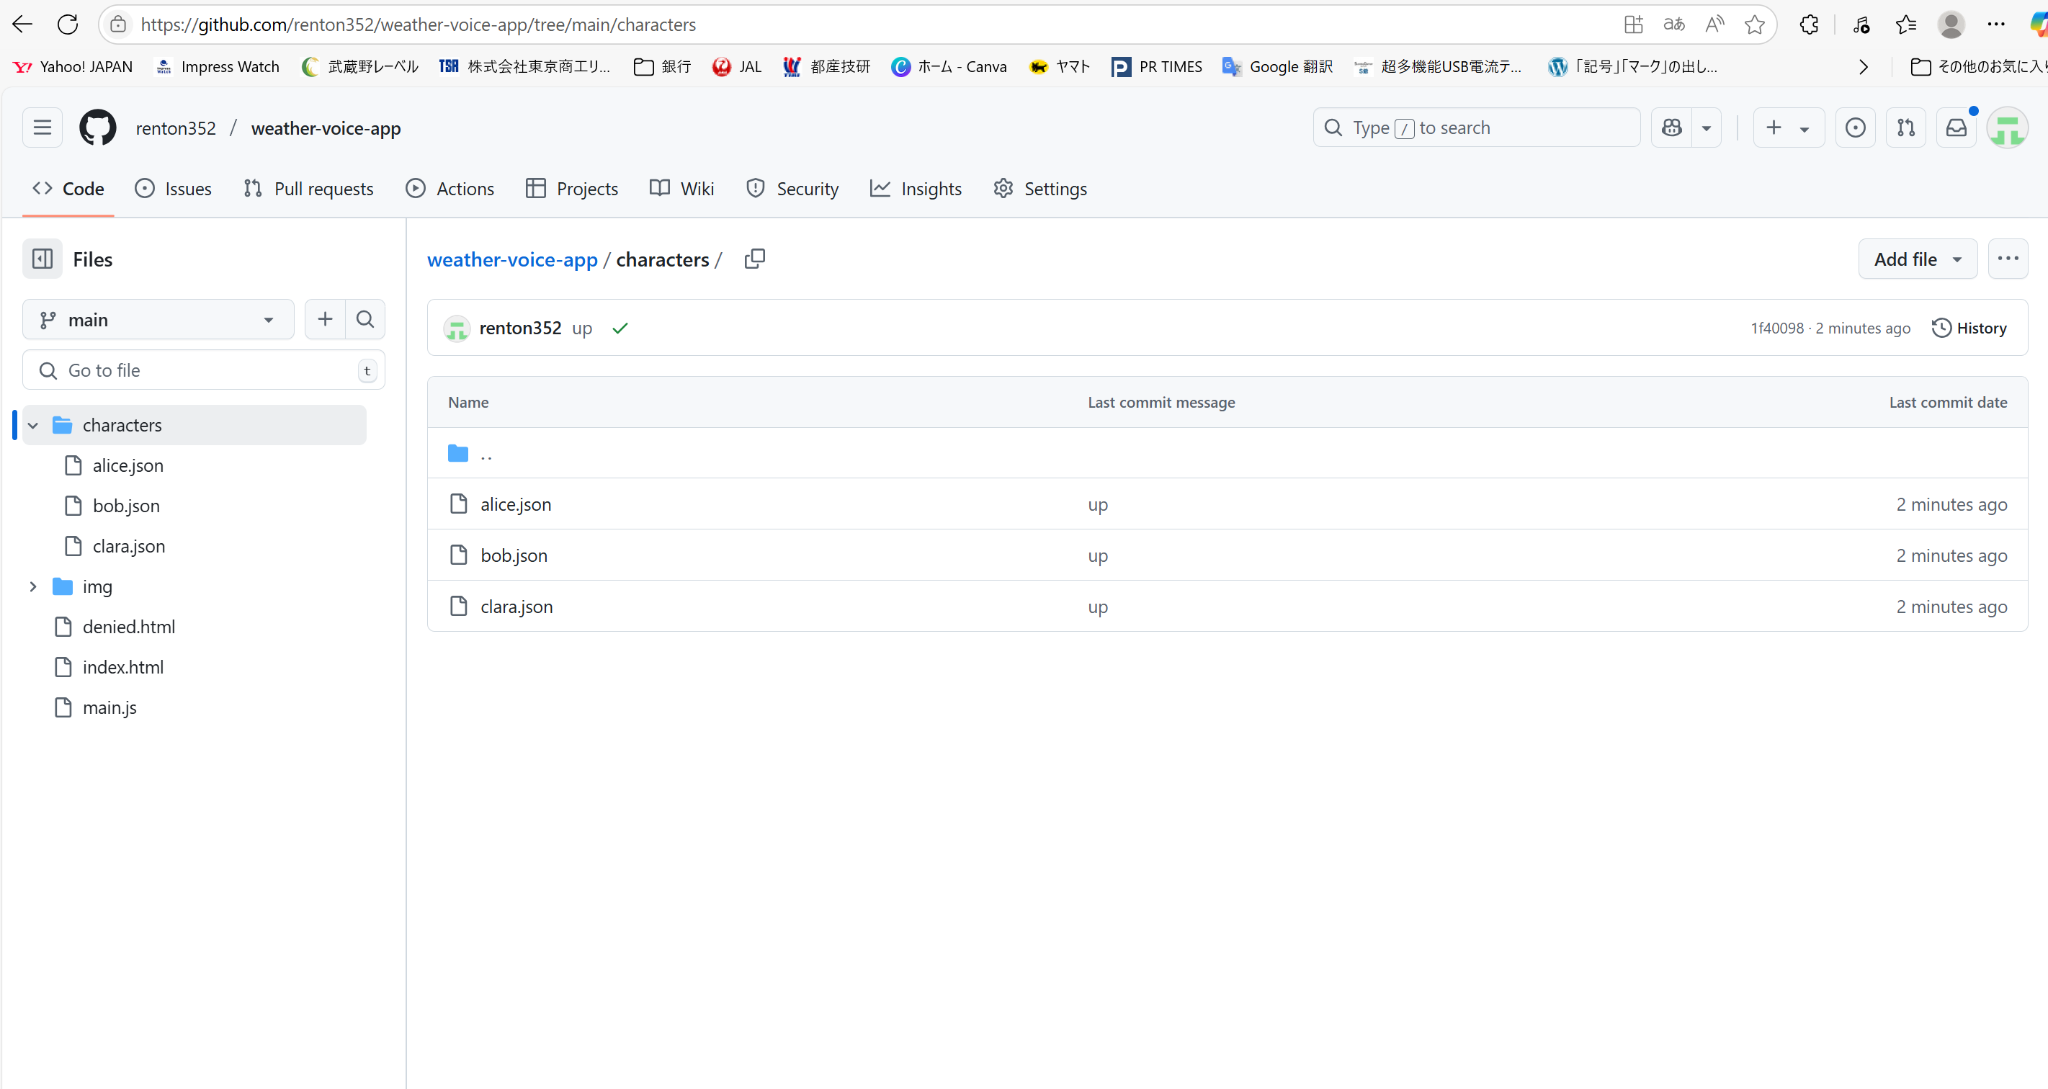 https://github.com/renton352/weather-voice-app/tree/main/characters
Yahoo! JAPAN Impress Watch 武蔵野レーベル TSR 株式会社東京商工リ... 銀行 JAL 都産技研 ホーム - Canva ヤマト PR TIMES Google 翻訳 超多機能USB電流テ... 「記号」「マーク」の出し... その他のお気に入り
renton352 / weather-voice-app Type / to search
Code Issues Pull requests Actions Projects Wiki Security Insights Settings
Files
main
Go to file t
characters
alice.json
bob.json
clara.json
img
denied.html
index.html
main.js
weather-voice-app / characters / Add file
renton352 up 1f40098 · 2 minutes ago History
Name Last commit message Last commit date
..
alice.json up 2 minutes ago
bob.json up 2 minutes ago
clara.json up 2 minutes ago